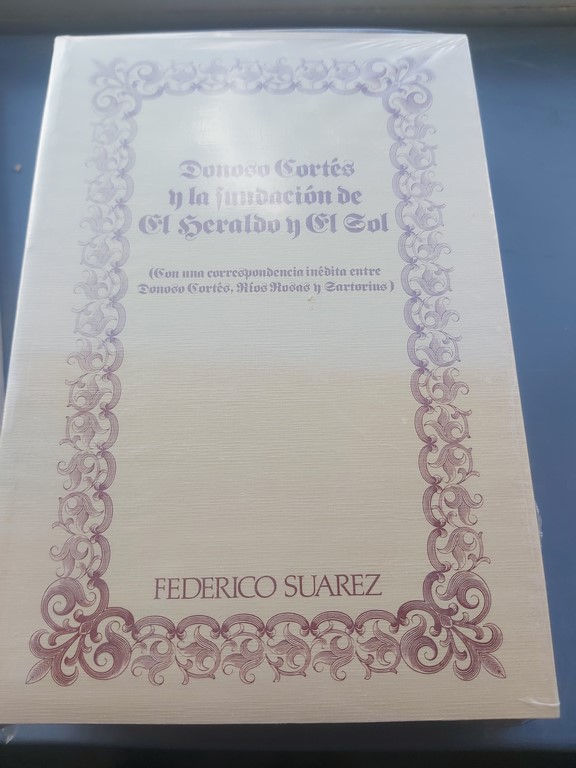 Donoso Cortés
y la fundación de
El Heraldo y El Sol
(Con una correspondencia inédita entre
Donoso Cortés, Ríos Rosas y Sartorius)
FEDERICO SUAREZ